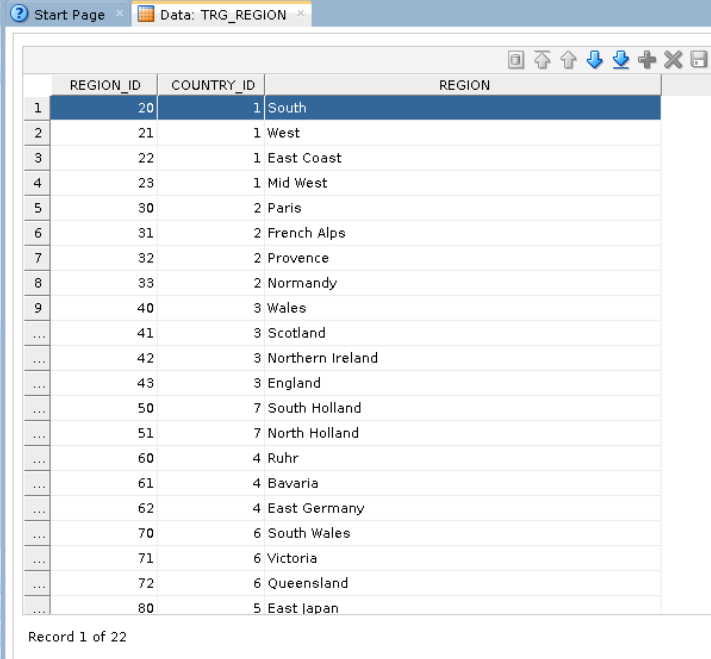 Start Page × Data: TRG_REGION ×
REGION_ID COUNTRY_ID REGION
1 20 1 South
2 21 1 West
3 22 1 East Coast
4 23 1 Mid West
5 30 2 Paris
6 31 2 French Alps
7 32 2 Provence
8 33 2 Normandy
9 40 3 Wales
... 41 3 Scotland
... 42 3 Northern Ireland
... 43 3 England
... 50 7 South Holland
... 51 7 North Holland
... 60 4 Ruhr
... 61 4 Bavaria
... 62 4 East Germany
... 70 6 South Wales
... 71 6 Victoria
... 72 6 Queensland
... 80 5 East Japan
Record 1 of 22